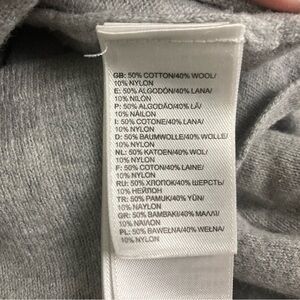 GB: 50% COTTON/40% WOOL/
10% NYLON
E: 50% ALGODÓN/40% LANA/
10% NILÓN
P: 50% ALGODÃO/40% LÃ/
10% NÁILON
I: 50% COTONE/40% LANA/
10% NYLON
D: 50% BAUMWOLLE/40% WOLLE/
10% NYLON
NL: 50% KATOEN/40% WOL/
10% NYLON
F: 50% COTON/40% LAINE/
10% NYLON
RU: 50% ХЛОПОК/40% ШЕРСТЬ/
10% НЕЙЛОН
TR: 50% PAMUK/40% YÜN/
10% NAYLON
GR: 50% ΒΑΜΒΑΚΙ/40% ΜΑΛΛΙ/
10% ΝΑΙΛΟΝ
PL: 50% BAWEŁNA/40% WEŁNA/
10% NYLON